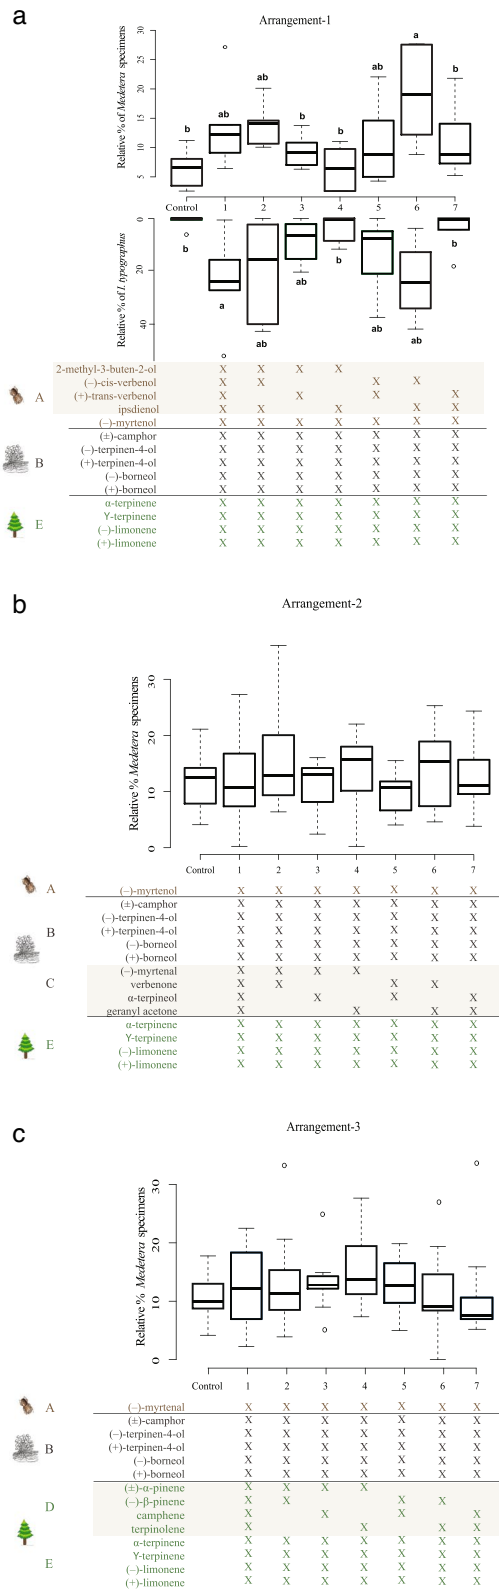 a
Arrangement-1
Relative % of Medetera specimens
30
25
20
15
10
5
b ab ab b b ab a b
Control 1 2 3 4 5 6 7
Relative % of I. typographus
0
20
40
b a ab ab b ab ab b
2-methyl-3-buten-2-ol X X X X
(–)-cis-verbenol X X X X
A (+)-trans-verbenol X X X X
ipsdienol X X X X X
(–)-myrtenol X X X X X X X
(±)-camphor X X X X X X X
(–)-terpinen-4-ol X X X X X X X
B (+)-terpinen-4-ol X X X X X X X
(–)-borneol X X X X X X X
(+)-borneol X X X X X X X
α-terpinene X X X X X X X
E ϒ-terpinene X X X X X X X
(–)-limonene X X X X X X X
(+)-limonene X X X X X X X
b
Arrangement-2
Relative % Medetera specimens
30
20
10
0
Control 1 2 3 4 5 6 7
A (–)-myrtenol X X X X X X X
(±)-camphor X X X X X X X
(–)-terpinen-4-ol X X X X X X X
B (+)-terpinen-4-ol X X X X X X X
(–)-borneol X X X X X X X
(+)-borneol X X X X X X X
(–)-myrtenal X X X X
C verbenone X X X X
α-terpineol X X X X
geranyl acetone X X X X
α-terpinene X X X X X X X
E ϒ-terpinene X X X X X X X
(–)-limonene X X X X X X X
(+)-limonene X X X X X X X
c
Arrangement-3
Relative % Medetera specimens
30
20
10
0
Control 1 2 3 4 5 6 7
A (–)-myrtenal X X X X X X X
(±)-camphor X X X X X X X
(–)-terpinen-4-ol X X X X X X X
B (+)-terpinen-4-ol X X X X X X X
(–)-borneol X X X X X X X
(+)-borneol X X X X X X X
(±)-α-pinene X X X X
D (–)-β-pinene X X X X
camphene X X X X
terpinolene X X X X
α-terpinene X X X X X X X
E ϒ-terpinene X X X X X X X
(–)-limonene X X X X X X X
(+)-limonene X X X X X X X